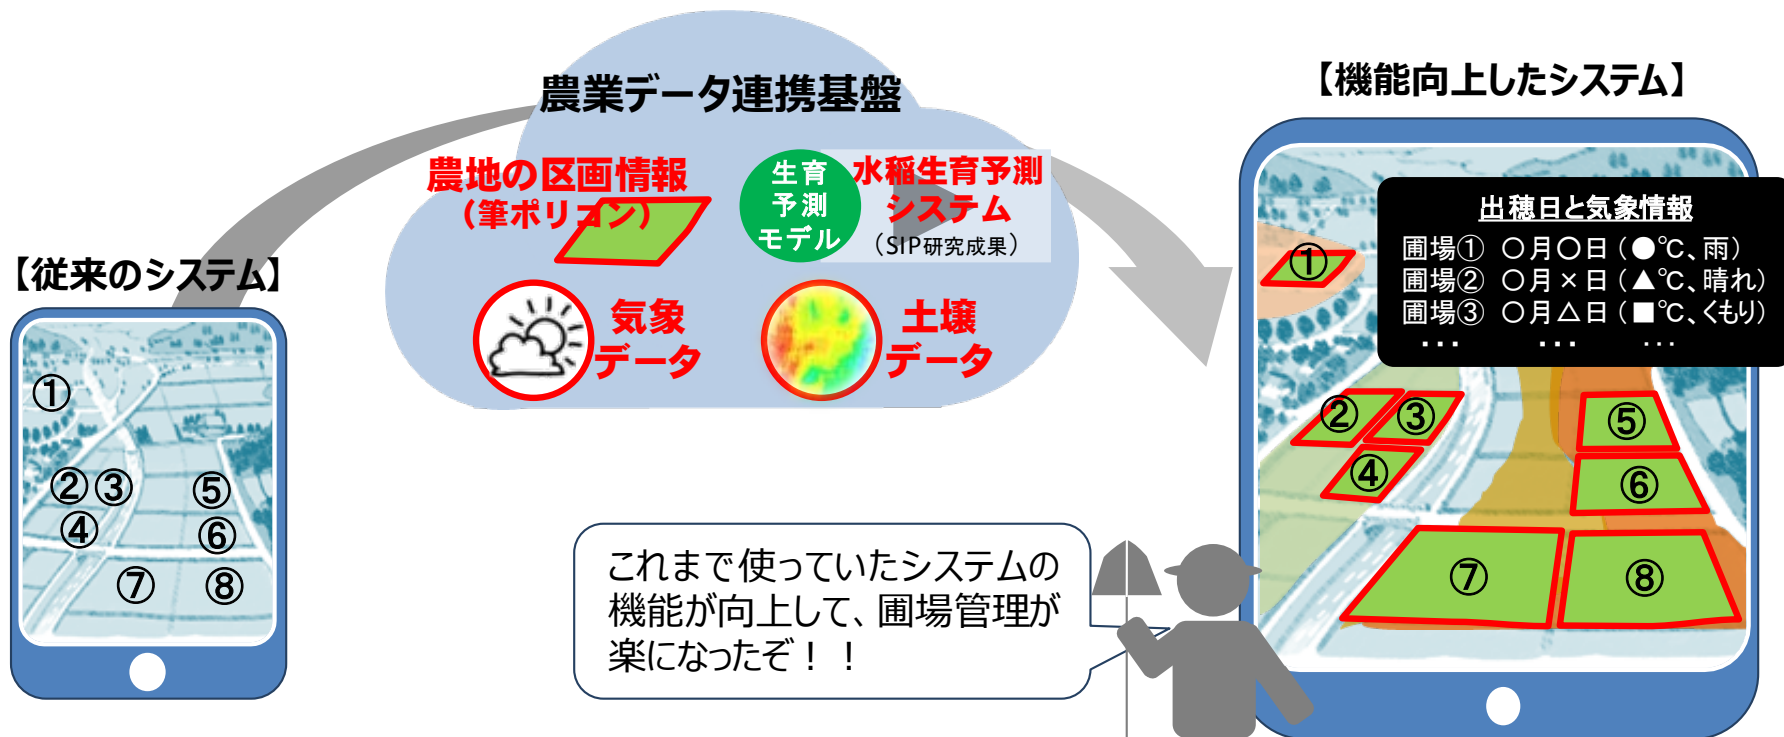 【従来のシステム】
①
②③
④
⑤
⑥
⑦
⑧
農業データ連携基盤
農地の区画情報
（筆ポリゴン）
生育
予測
モデル
水稲生育予測
システム
（SIP研究成果）
気象
データ
土壌
データ
【機能向上したシステム】
出穂日と気象情報
圃場① 〇月〇日（●℃、雨）
圃場② 〇月×日（▲℃、晴れ）
圃場③ 〇月△日（■℃、くもり）
・・・ ・・・ ・・・
①
②
③
④
⑤
⑥
⑦
⑧
これまで使っていたシステムの
機能が向上して、圃場管理が
楽になったぞ！！